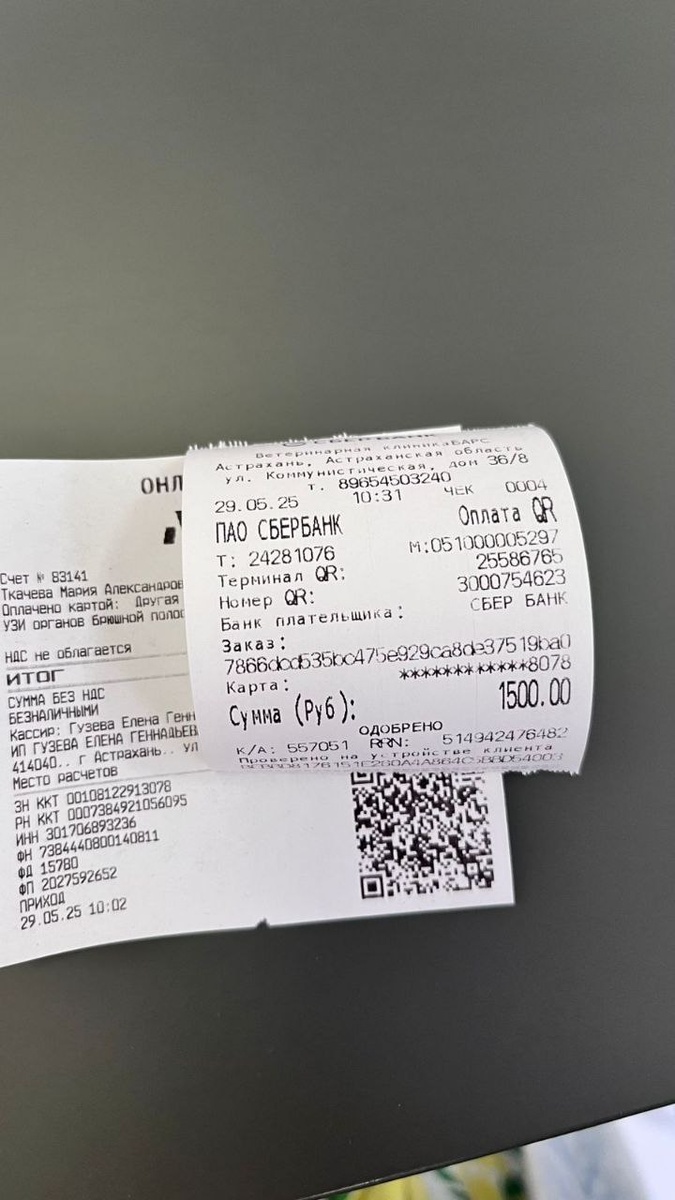 ОНЛ
Счет № 83141
Ткачева Мария Александров
Оплачено картой: Другая
УЗИ органов брюшной полос
НДС не облагается
ИТОГ
СУММА БЕЗ НДС
БЕЗНАЛИЧНЫМИ
Кассир: Гузева Елена Генн
ИП ГУЗЕВА ЕЛЕНА ГЕННАДЬЕВ
414040.. г Астрахань.. ул
Место расчетов
ЗН ККТ 00108122913078
РН ККТ 0007384921056095
ИНН 301706893236
ФН 7384440800140811
ФД 15780
ФП 2027592652
ПРИХОД
29.05.25 10:02
СБЕРБАНК
Ветеринарная клиникаБАРС
Астрахань, Астраханская область
ул. Коммунистическая, дом 36/8
т. 89654503240
29.05.25 10:31 ЧЕК 0004
ПАО СБЕРБАНК Оплата QR
Т: 24281076 М:051000005297
Терминал QR: 25586765
Номер QR: 3000754623
Банк плательщика: СБЕР БАНК
Заказ:
7866dcd535bc475e929ca8de37519ba0
Карта: ************8078
Сумма (Руб): 1500.00
ОДОБРЕНО
К/А: 557051 RRN: 514942476482
Проверено на устройстве клиента